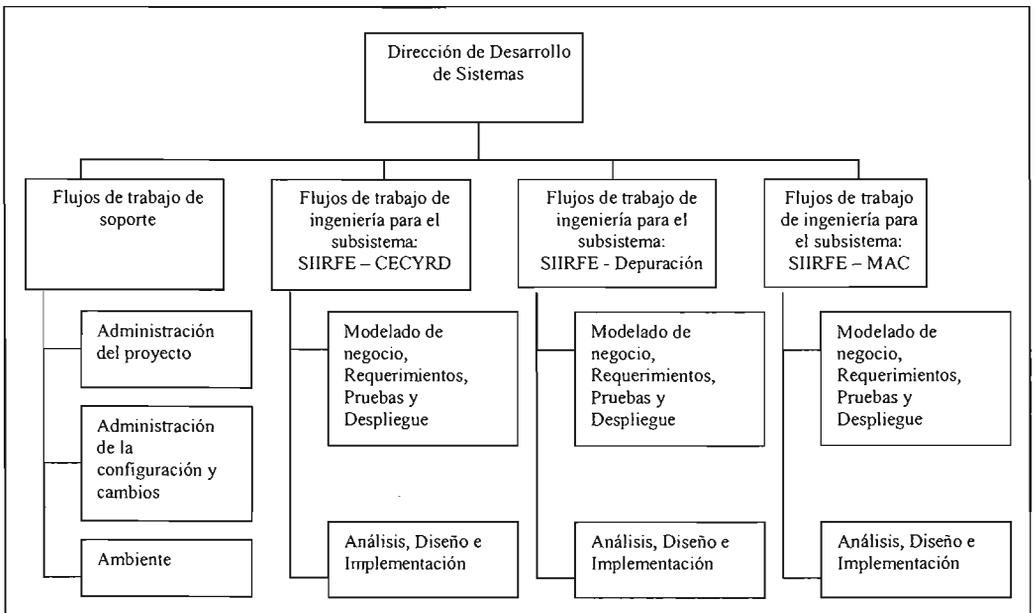 Dirección de Desarrollo
de Sistemas
Flujos de trabajo de
soporte
Flujos de trabajo de
ingeniería para el
subsistema:
SIIRFE – CECYRD
Flujos de trabajo de
ingeniería para el
subsistema:
SIIRFE - Depuración
Flujos de trabajo
de ingeniería para
el subsistema:
SIIRFE – MAC
Administración
del proyecto
Administración
de la
configuración y
cambios
Ambiente
Modelado de
negocio,
Requerimientos,
Pruebas y
Despliegue
Análisis, Diseño e
Implementación
Modelado de
negocio,
Requerimientos,
Pruebas y
Despliegue
Análisis, Diseño e
Implementación
Modelado de
negocio,
Requerimientos,
Pruebas y
Despliegue
Análisis, Diseño e
Implementación